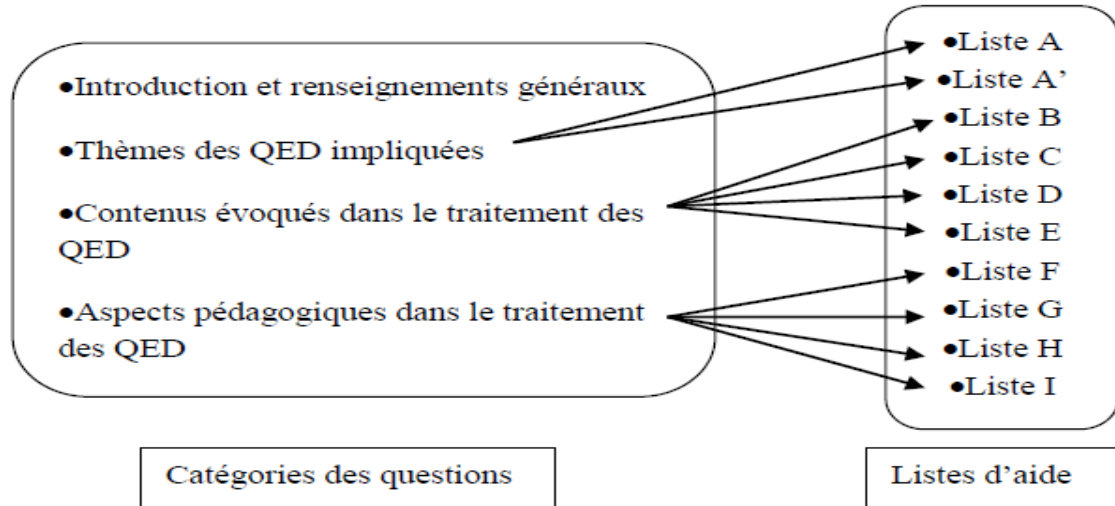 •Introduction et renseignements généraux
•Thèmes des QED impliquées
•Contenus évoqués dans le traitement des
QED
•Aspects pédagogiques dans le traitement
des QED
•Liste A
•Liste A’
•Liste B
•Liste C
•Liste D
•Liste E
•Liste F
•Liste G
•Liste H
•Liste I
Catégories des questions
Listes d’aide